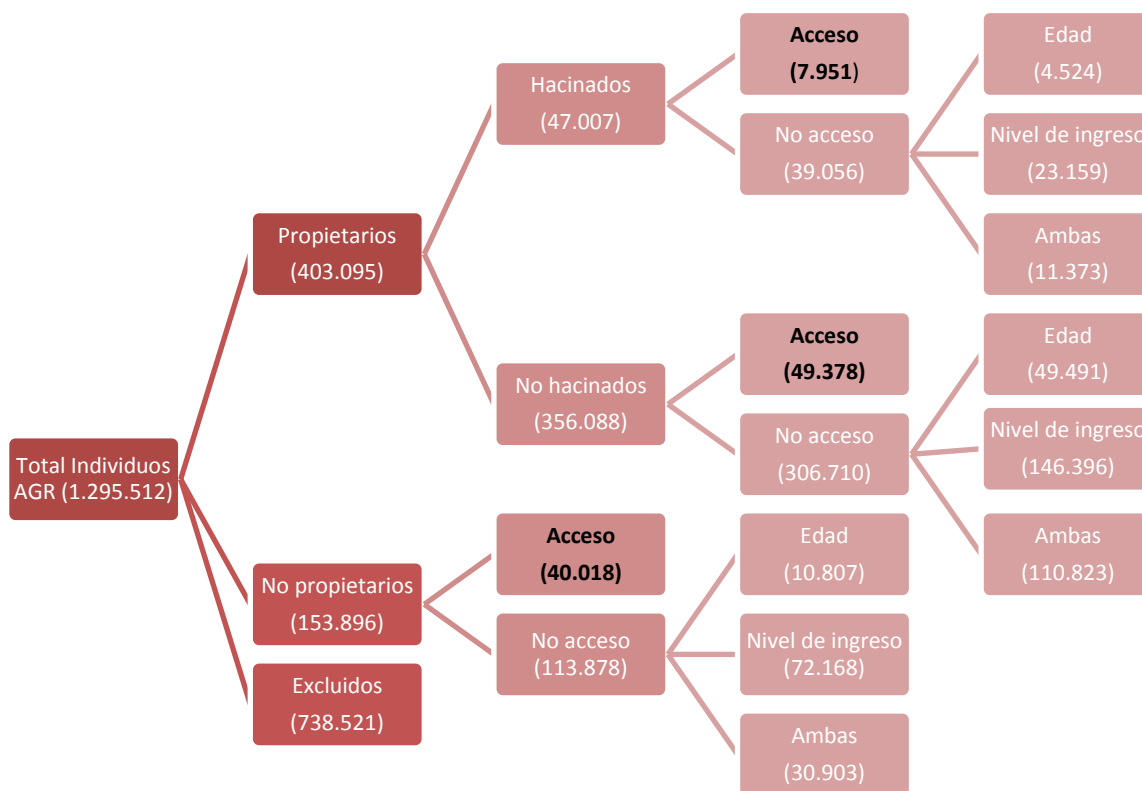 Total Individuos
AGR (1.295.512)
Propietarios
(403.095)
Hacinados
(47.007)
Acceso
(7.951)
No acceso
(39.056)
Edad
(4.524)
Nivel de ingreso
(23.159)
Ambas
(11.373)
No hacinados
(356.088)
Acceso
(49.378)
No acceso
(306.710)
Edad
(49.491)
Nivel de ingreso
(146.396)
Ambas
(110.823)
No propietarios
(153.896)
Acceso
(40.018)
No acceso
(113.878)
Edad
(10.807)
Nivel de ingreso
(72.168)
Ambas
(30.903)
Excluidos
(738.521)